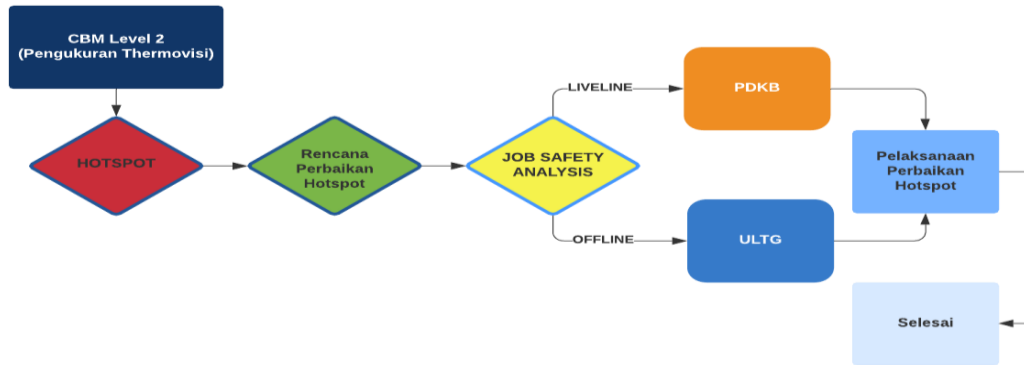 CBM Level 2
(Pengukuran Thermovisi)
HOTSPOT
Rencana
Perbaikan
Hotspot
JOB SAFETY
ANALYSIS
LIVELINE
PDKB
OFFLINE
ULTG
Pelaksanaan
Perbaikan
Hotspot
Selesai